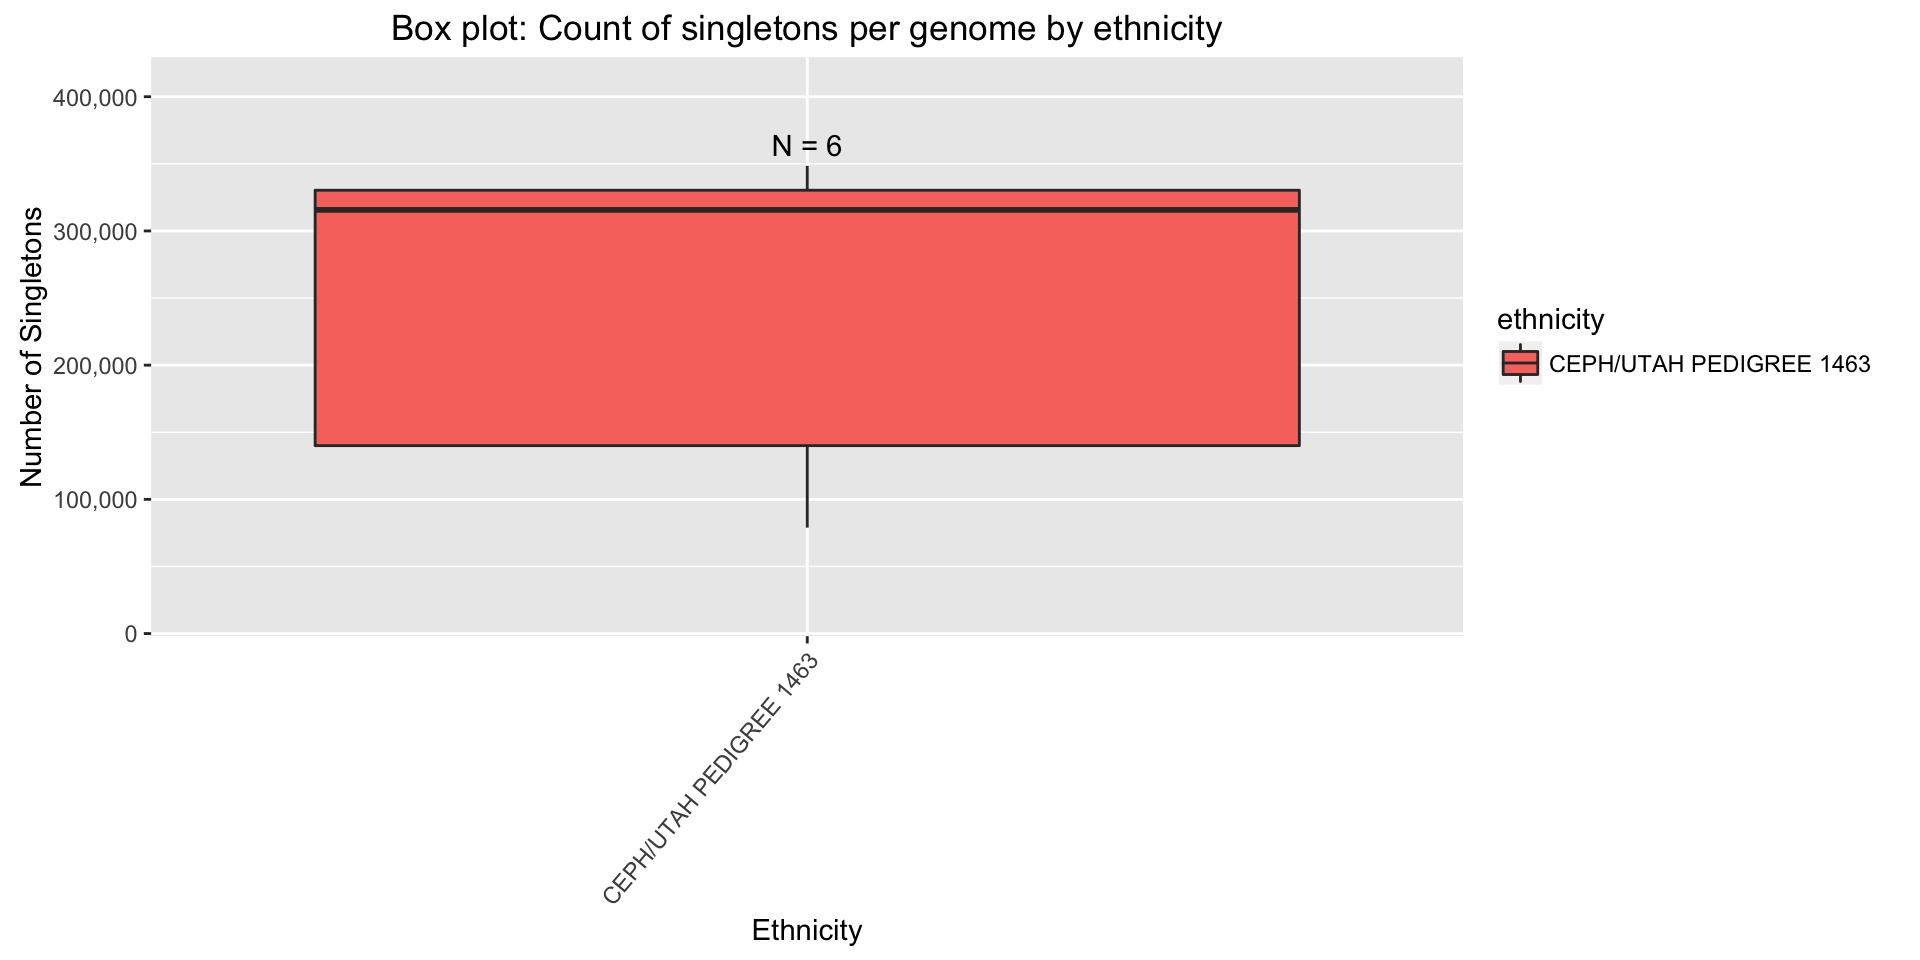 Box plot: Count of singletons per genome by ethnicity
400,000
300,000
200,000
100,000
0
Number of Singletons
N = 6
CEPH/UTAH PEDIGREE 1463
Ethnicity
ethnicity
CEPH/UTAH PEDIGREE 1463